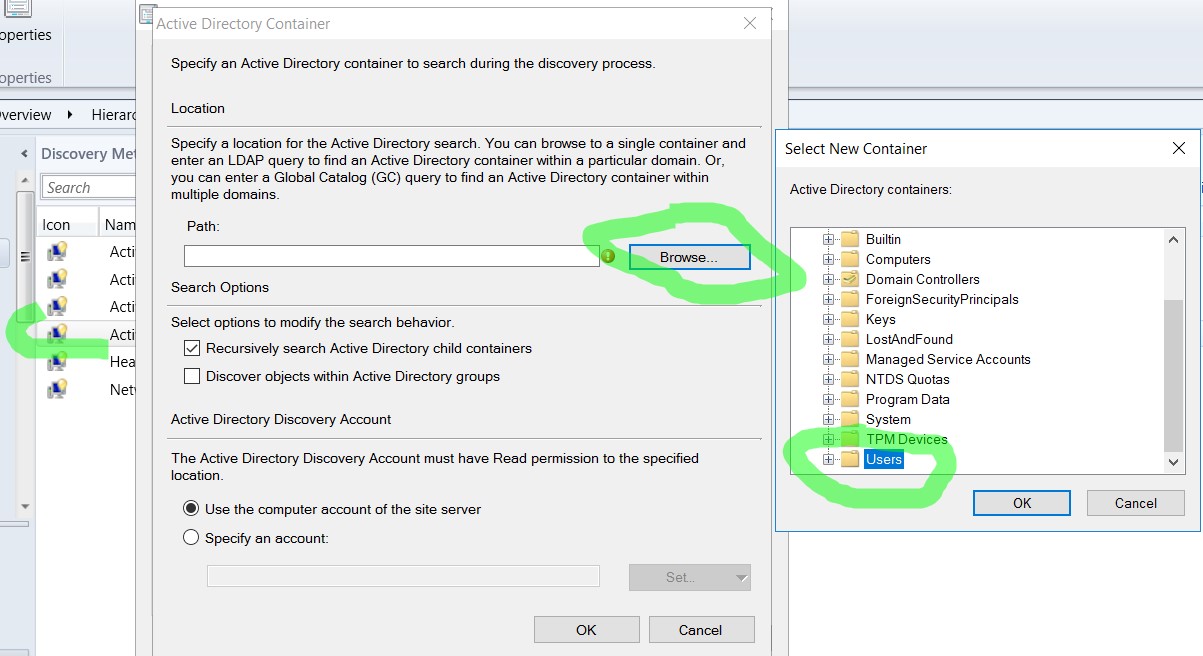 operties
operties
verview
Hierarc
Discovery Met
Search
Icon
Nam
Acti
Acti
Acti
Acti
Hea
Net
Active Directory Container
Specify an Active Directory container to search during the discovery process.
Location
Specify a location for the Active Directory search. You can browse to a single container and
enter an LDAP query to find an Active Directory container within a particular domain. Or,
you can enter a Global Catalog (GC) query to find an Active Directory container within
multiple domains.
Path:
Browse...
Search Options
Select options to modify the search behavior.
Recursively search Active Directory child containers
Discover objects within Active Directory groups
Active Directory Discovery Account
The Active Directory Discovery Account must have Read permission to the specified
location.
Use the computer account of the site server
Specify an account:
Set..
OK
Cancel
Select New Container
Active Directory containers:
Builtin
Computers
Domain Controllers
ForeignSecurityPrincipals
Keys
LostAndFound
Managed Service Accounts
NTDS Quotas
Program Data
System
TPM Devices
Users
OK
Cancel